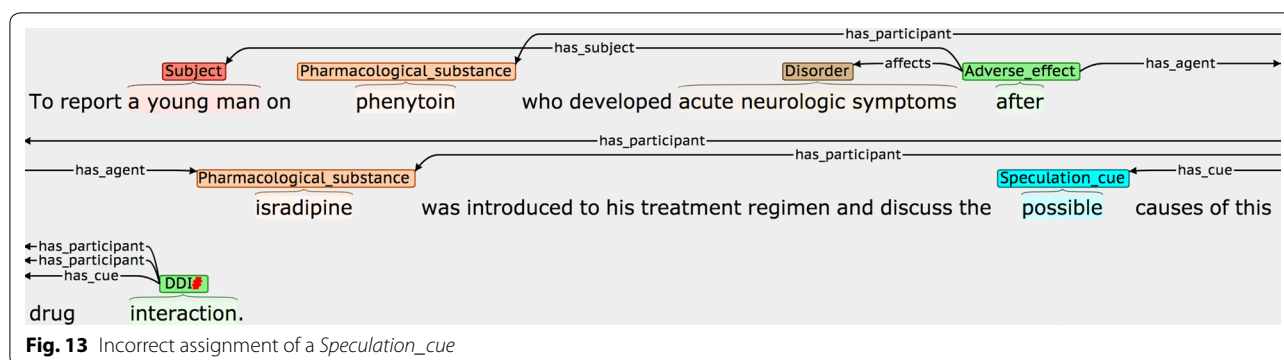 has_participant
has_subject
Subject Pharmacological_substance Disorder affects Adverse_effect has_agent
To report a young man on phenytoin who developed acute neurologic symptoms after
has_participant
has_participant
has_agent Pharmacological_substance Speculation_cue has_cue
isradipine was introduced to his treatment regimen and discuss the possible causes of this
has_participant
has_participant
has_cue DDI#
drug interaction.
Fig. 13 Incorrect assignment of a Speculation_cue